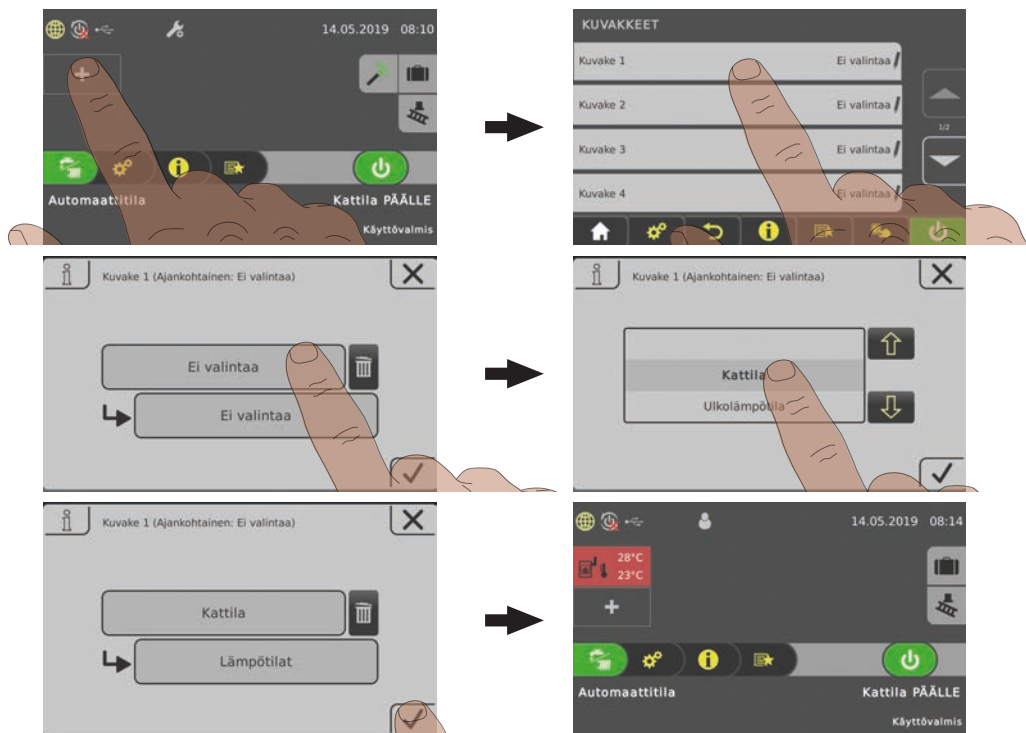 14.05.2019 08:10
+
Automaattitila
Kattila PÄÄLLE
Käyttövalmis
KUVAKKEET
Kuvake 1 Ei valintaa
Kuvake 2 Ei valintaa
Kuvake 3 Ei valintaa
Kuvake 4 Ei valintaa
1/2
Kuvake 1 (Ajankohtainen: Ei valintaa)
Ei valintaa
Ei valintaa
Kuvake 1 (Ajankohtainen: Ei valintaa)
Kattila
Ulkolämpötila
Kuvake 1 (Ajankohtainen: Ei valintaa)
Kattila
Lämpötilat
14.05.2019 08:14
28°C
23°C
+
Automaattitila
Kattila PÄÄLLE
Käyttövalmis